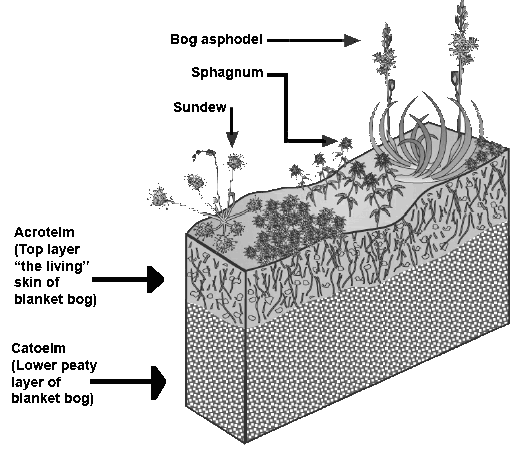 Bog asphodel
Sphagnum
Sundew
Acrotelm
(Top layer
"the living"
skin of
blanket bog)
Catoelm
(Lower peaty
layer of
blanket bog)